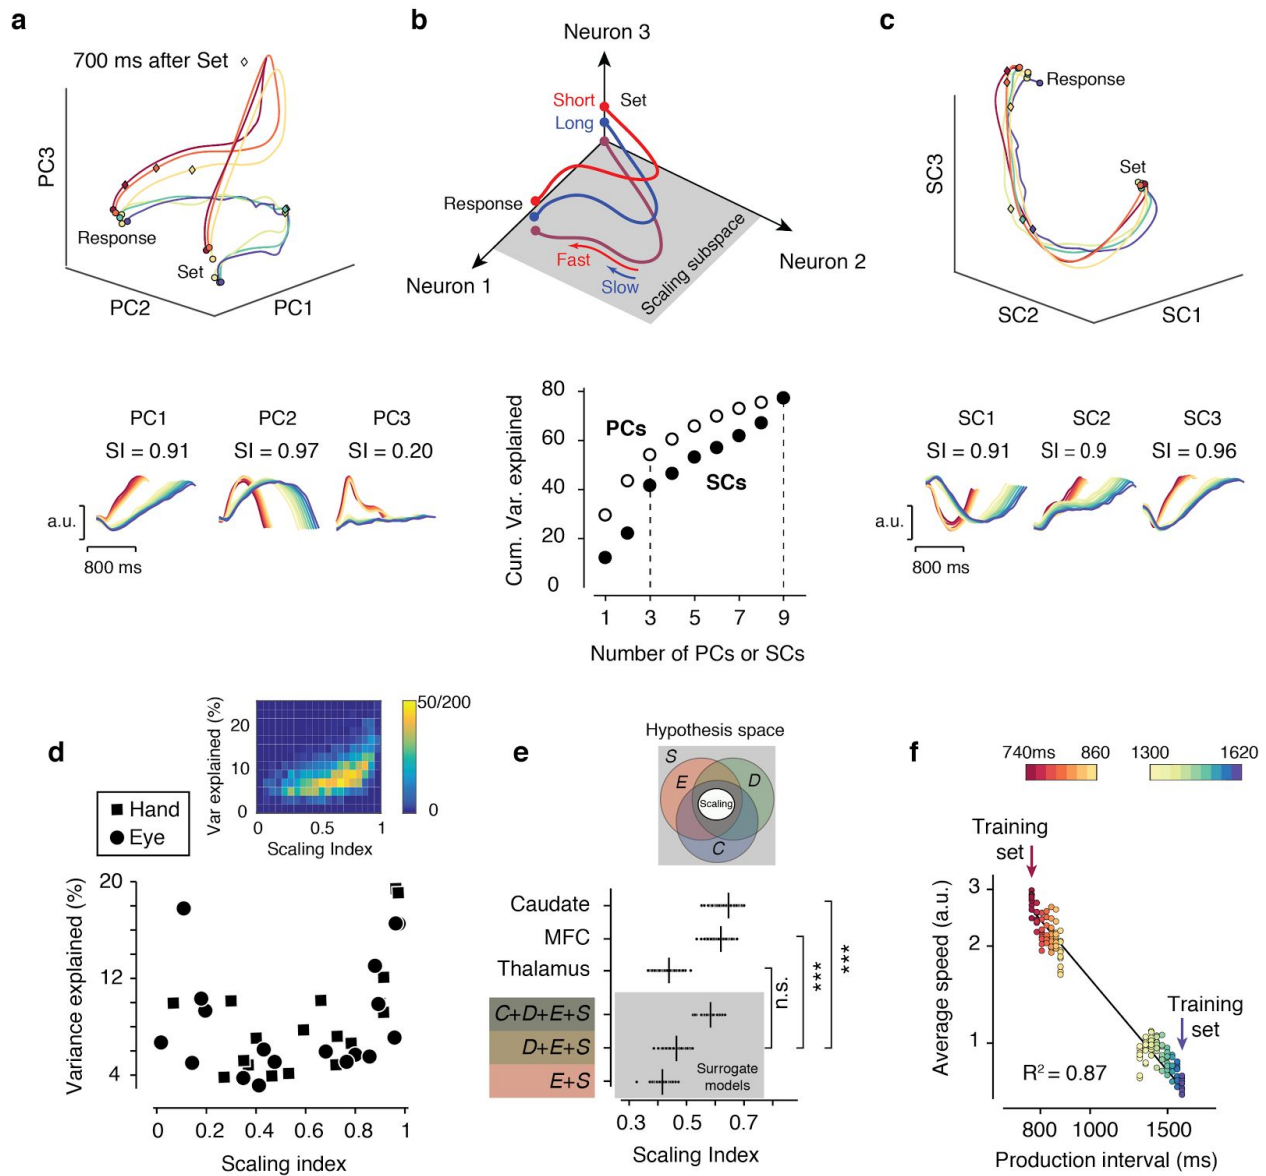 a
700 ms after Set
PC3
Response
Set
PC2
PC1
b
Neuron 3
Short
Set
Long
Response
Fast
Slow
Scaling subspace
Neuron 1
Neuron 2
c
Response
Set
SC3
SC2
SC1
PC1
PC2
PC3
SI = 0.91
SI = 0.97
SI = 0.20
a.u.
800 ms
Cum. Var. explained
80
60
40
20
0
PCs
SCs
1
3
5
7
9
Number of PCs or SCs
SC1
SC2
SC3
SI = 0.91
SI = 0.9
SI = 0.96
a.u.
800 ms
d
Var explained (%)
20
10
0
0
0.5
1
Scaling Index
50/200
0
Hand
Eye
Variance explained (%)
20
12
4
0
0.2
0.4
0.6
0.8
1
Scaling index
e
Hypothesis space
S
E
D
Scaling
C
Caudate
MFC
Thalamus
C+D+E+S
D+E+S
E+S
n.s.
***
***
Surrogate
models
0.3
0.5
0.7
Scaling Index
f
740ms
860
1300
1620
Training
set
Training
set
Average speed (a.u.)
3
2
1
R2 = 0.87
800
1000
1500
Production interval (ms)